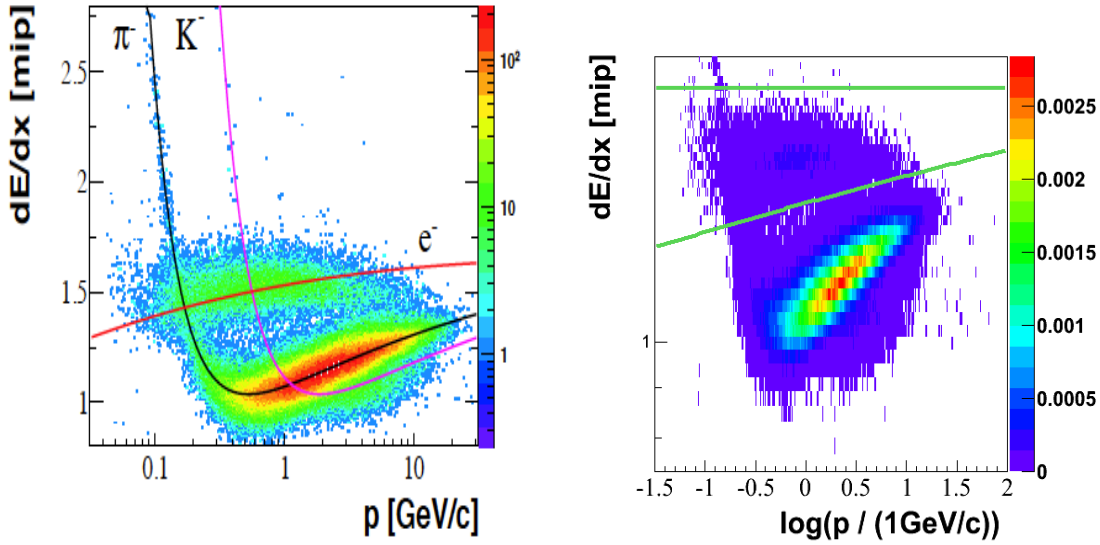 dE/dx [mip]
π⁻ K⁻
e⁻
2.5
2
1.5
1
0.1 1 10
p [GeV/c]
10²
10
1
dE/dx [mip]
1
-1.5 -1 -0.5 0 0.5 1 1.5 2
log(p / (1GeV/c))
0.0025
0.002
0.0015
0.001
0.0005
0